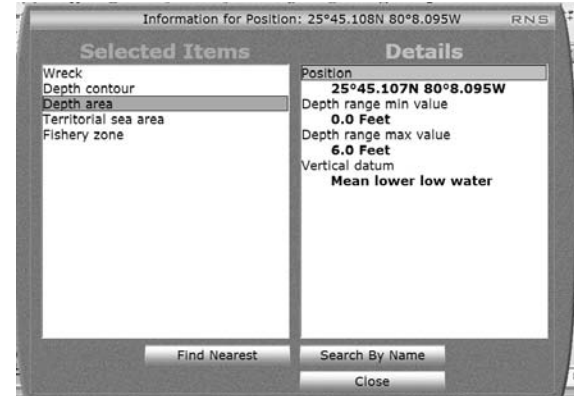 Information for Position: 25°45.108N 80°8.095W RNS
Selected Items
Wreck
Depth contour
Depth area
Territorial sea area
Fishery zone
Details
Position
25°45.107N 80°8.095W
Depth range min value
0.0 Feet
Depth range max value
6.0 Feet
Vertical datum
Mean lower low water
Find Nearest
Search By Name
Close